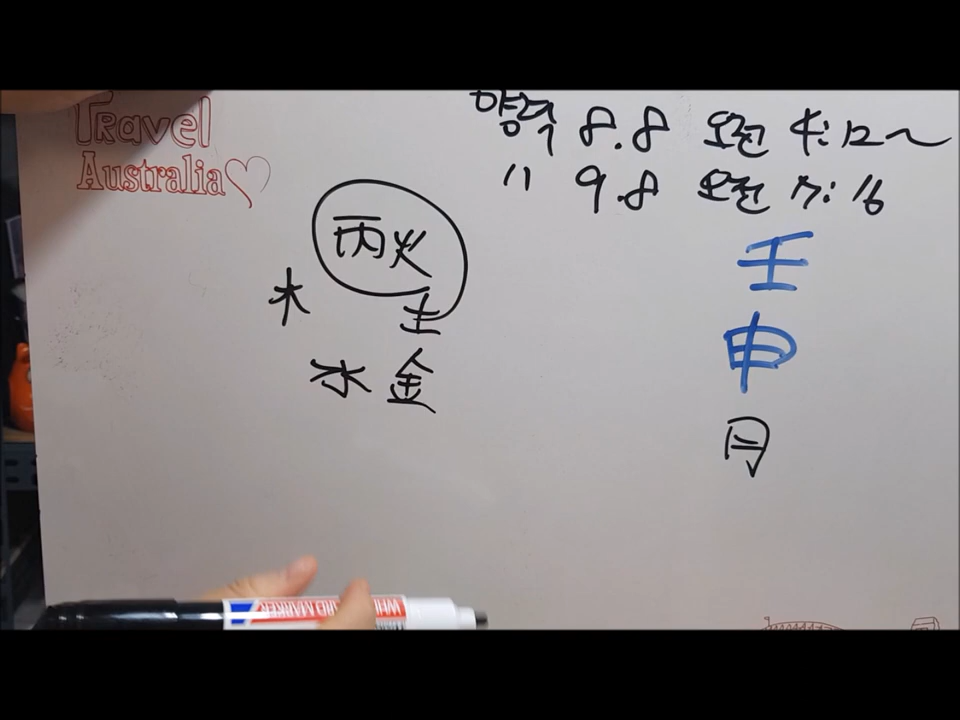 Travel
Australia
양력 8.8 오전 4:12~
〃 9.8 오전 7:16
丙火
木 土
水 金
壬
申
月